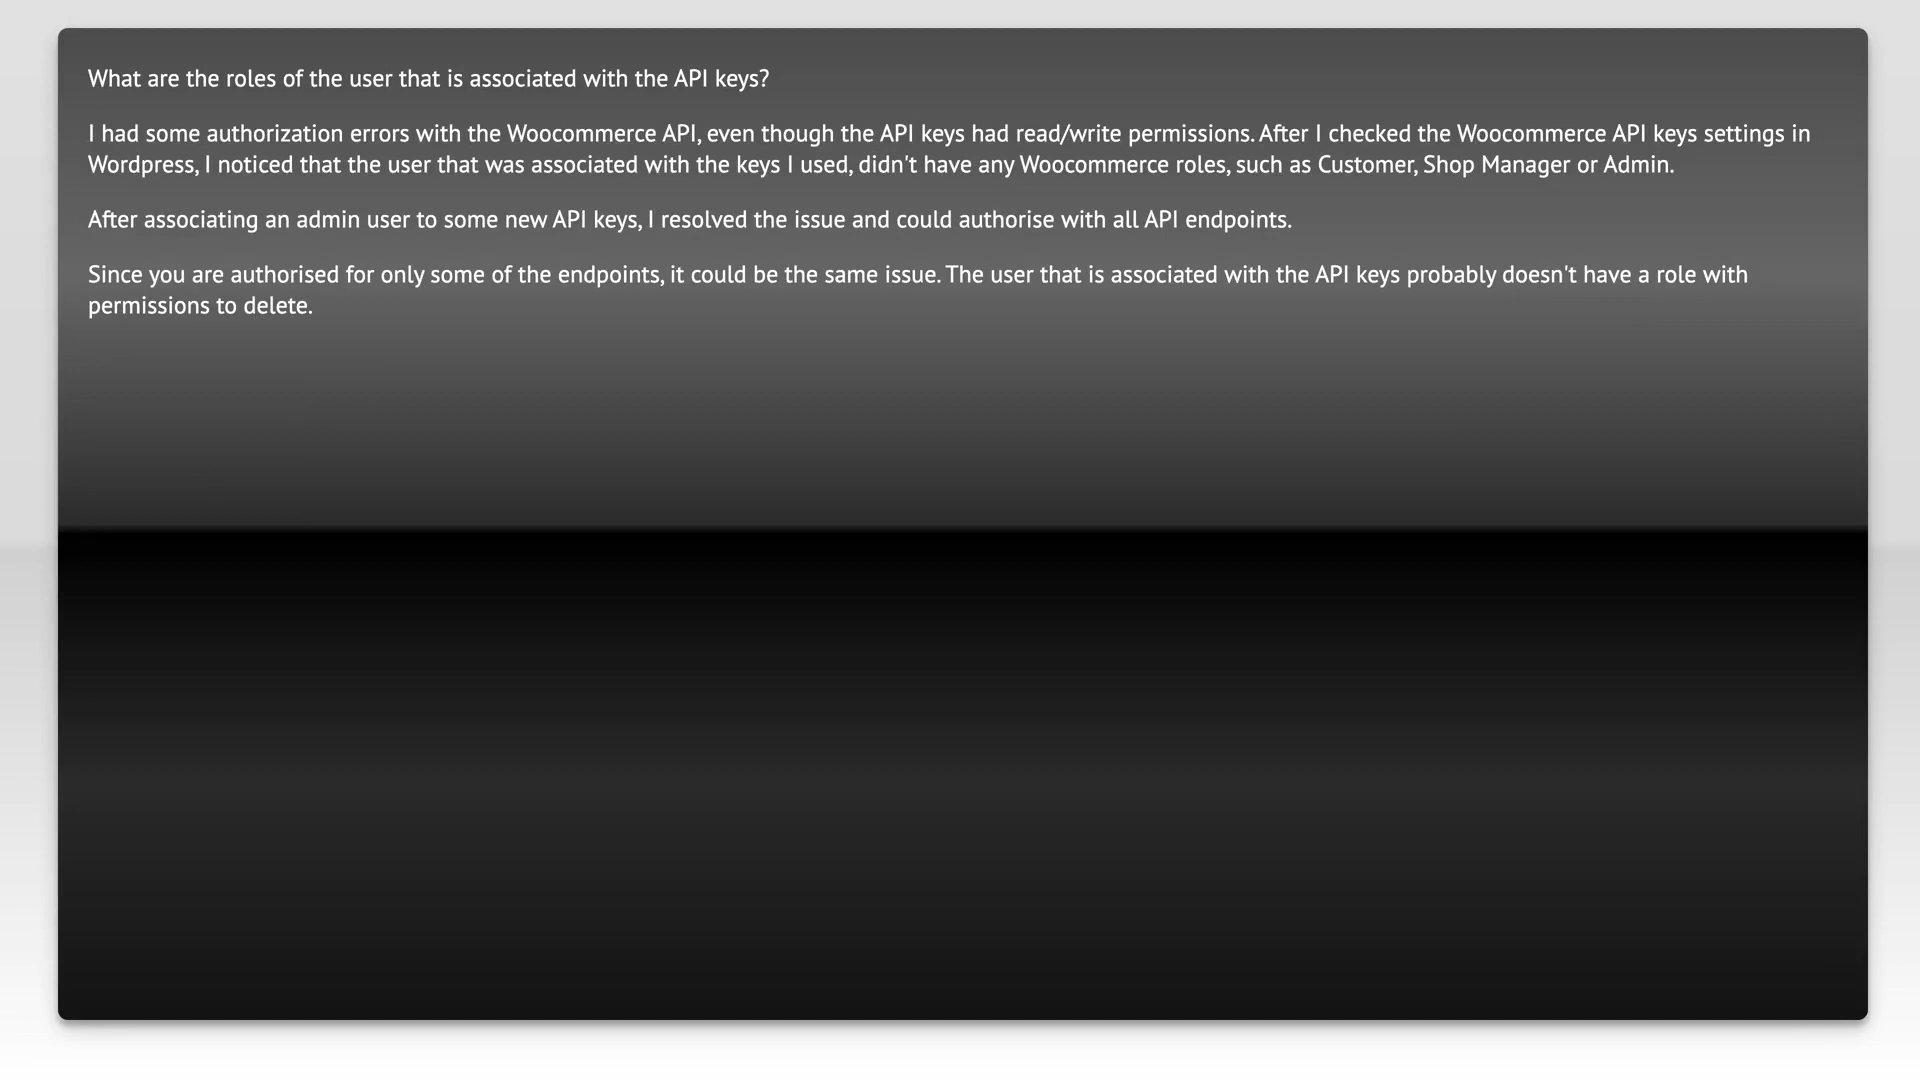 What are the roles of the user that is associated with the API keys?
I had some authorization errors with the Woocommerce API, even though the API keys had read/write permissions. After I checked the Woocommerce API keys settings in
Wordpress, I noticed that the user that was associated with the keys I used, didn't have any Woocommerce roles, such as Customer, Shop Manager or Admin.
After associating an admin user to some new API keys, I resolved the issue and could authorise with all API endpoints.
Since you are authorised for only some of the endpoints, it could be the same issue. The user that is associated with the API keys probably doesn't have a role with
permissions to delete.